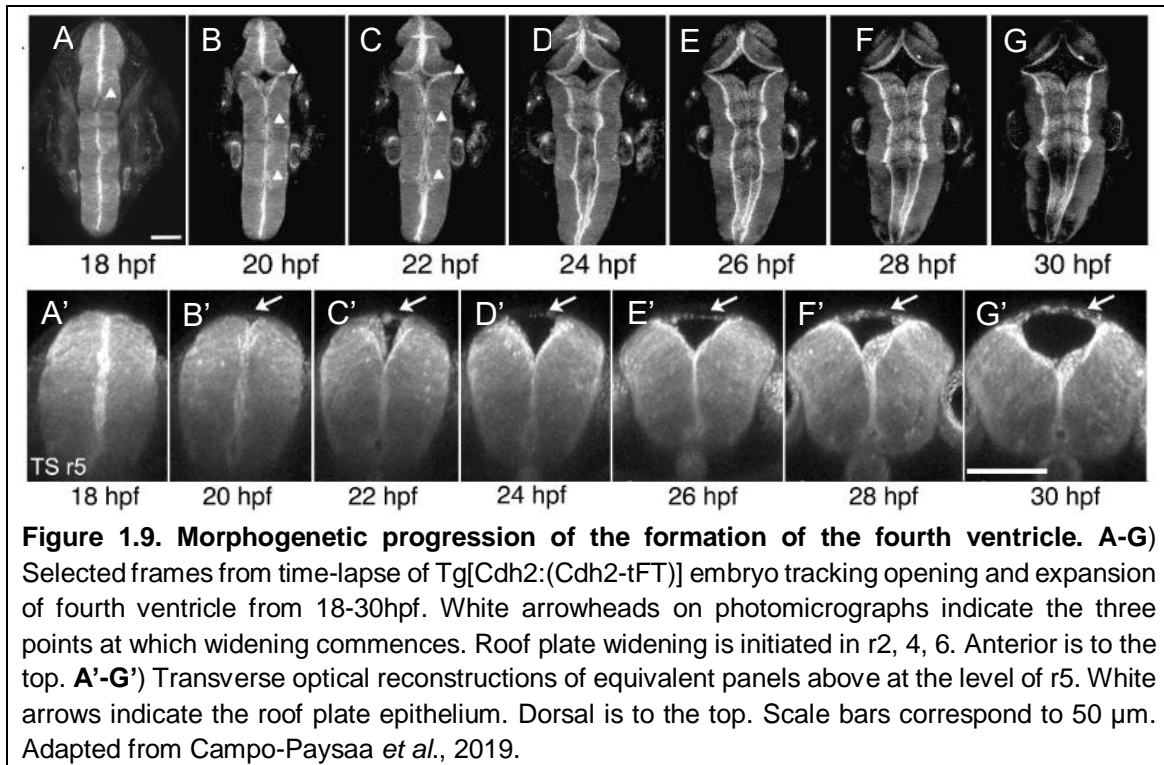 A B C D E F G
18 hpf 20 hpf 22 hpf 24 hpf 26 hpf 28 hpf 30 hpf
A’ B’ C’ D’ E’ F’ G’
TS r5
18 hpf 20 hpf 22 hpf 24 hpf 26 hpf 28 hpf 30 hpf
Figure 1.9. Morphogenetic progression of the formation of the fourth ventricle. A-G)
Selected frames from time-lapse of Tg[Cdh2:(Cdh2-tFT)] embryo tracking opening and expansion
of fourth ventricle from 18-30hpf. White arrowheads on photomicrographs indicate the three
points at which widening commences. Roof plate widening is initiated in r2, 4, 6. Anterior is to the
top. A’-G’) Transverse optical reconstructions of equivalent panels above at the level of r5. White
arrows indicate the roof plate epithelium. Dorsal is to the top. Scale bars correspond to 50 µm.
Adapted from Campo-Paysaa et al., 2019.